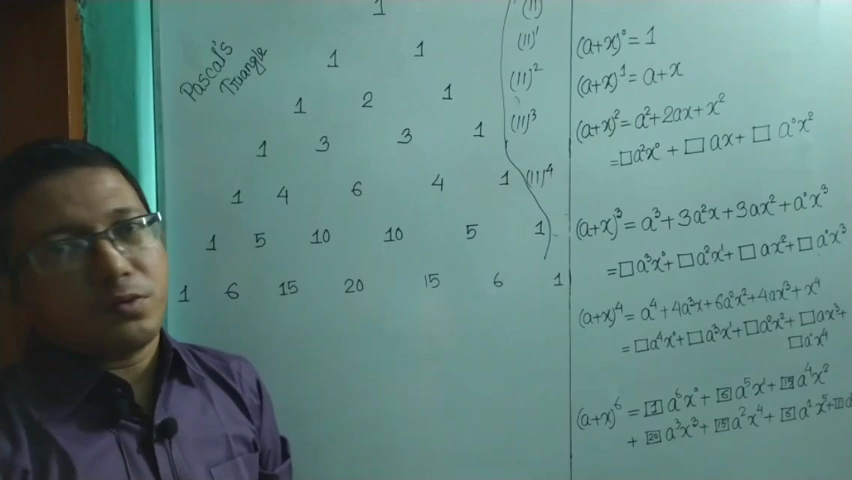 Pascal's
Triangle
1
1 1
1 2 1
1 3 3 1
1 4 6 4 1
1 5 10 10 5 1
1 6 15 20 15 6 1
(11)
(11)¹
(11)²
(11)³
(11)⁴
(a+x)⁰ = 1
(a+x)¹ = a+x
(a+x)² = a²+2ax+x²
= □a²x⁰ + □ax + □a⁰x²
(a+x)³ = a³+3a²x+3ax²+a⁰x³
= □a³x⁰+□a²x¹+□ax²+□a⁰x³
(a+x)⁴ = a⁴+4a³x+6a²x²+4ax³+x⁴
= □a⁴x⁰+□a³x¹+□a²x²+□ax³+
□a⁰x⁴
(a+x)⁶ = 1 a⁶x⁰ + 6 a⁵x¹ + 15 a⁴x²
+ 20 a³x³ + 15 a²x⁴ + 6 a¹x⁵ +